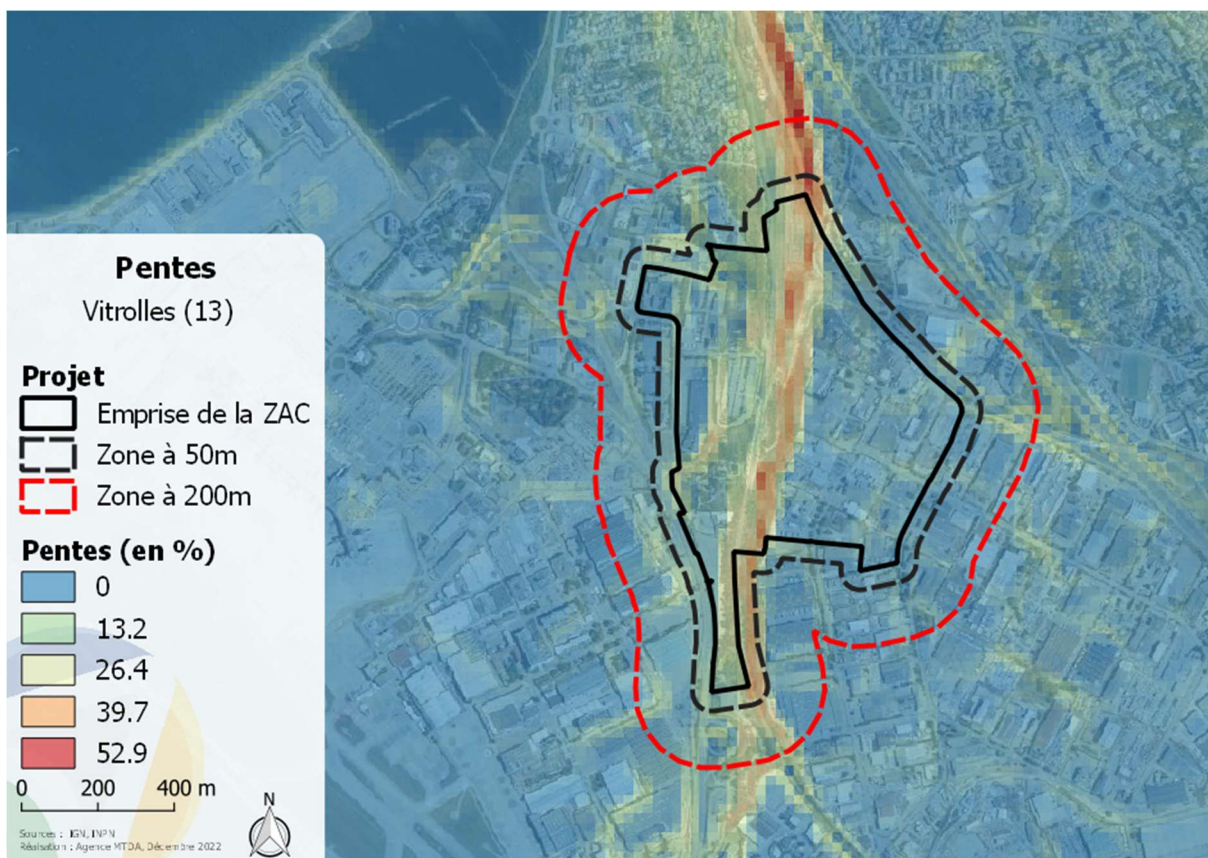 Pentes
Vitrolles (13)
Projet
Emprise de la ZAC
Zone à 50m
Zone à 200m
Pentes (en %)
0
13.2
26.4
39.7
52.9
0 200 400 m
N
Sources : IGN, INPN
Réalisation : Agence MTDA, Décembre 2022